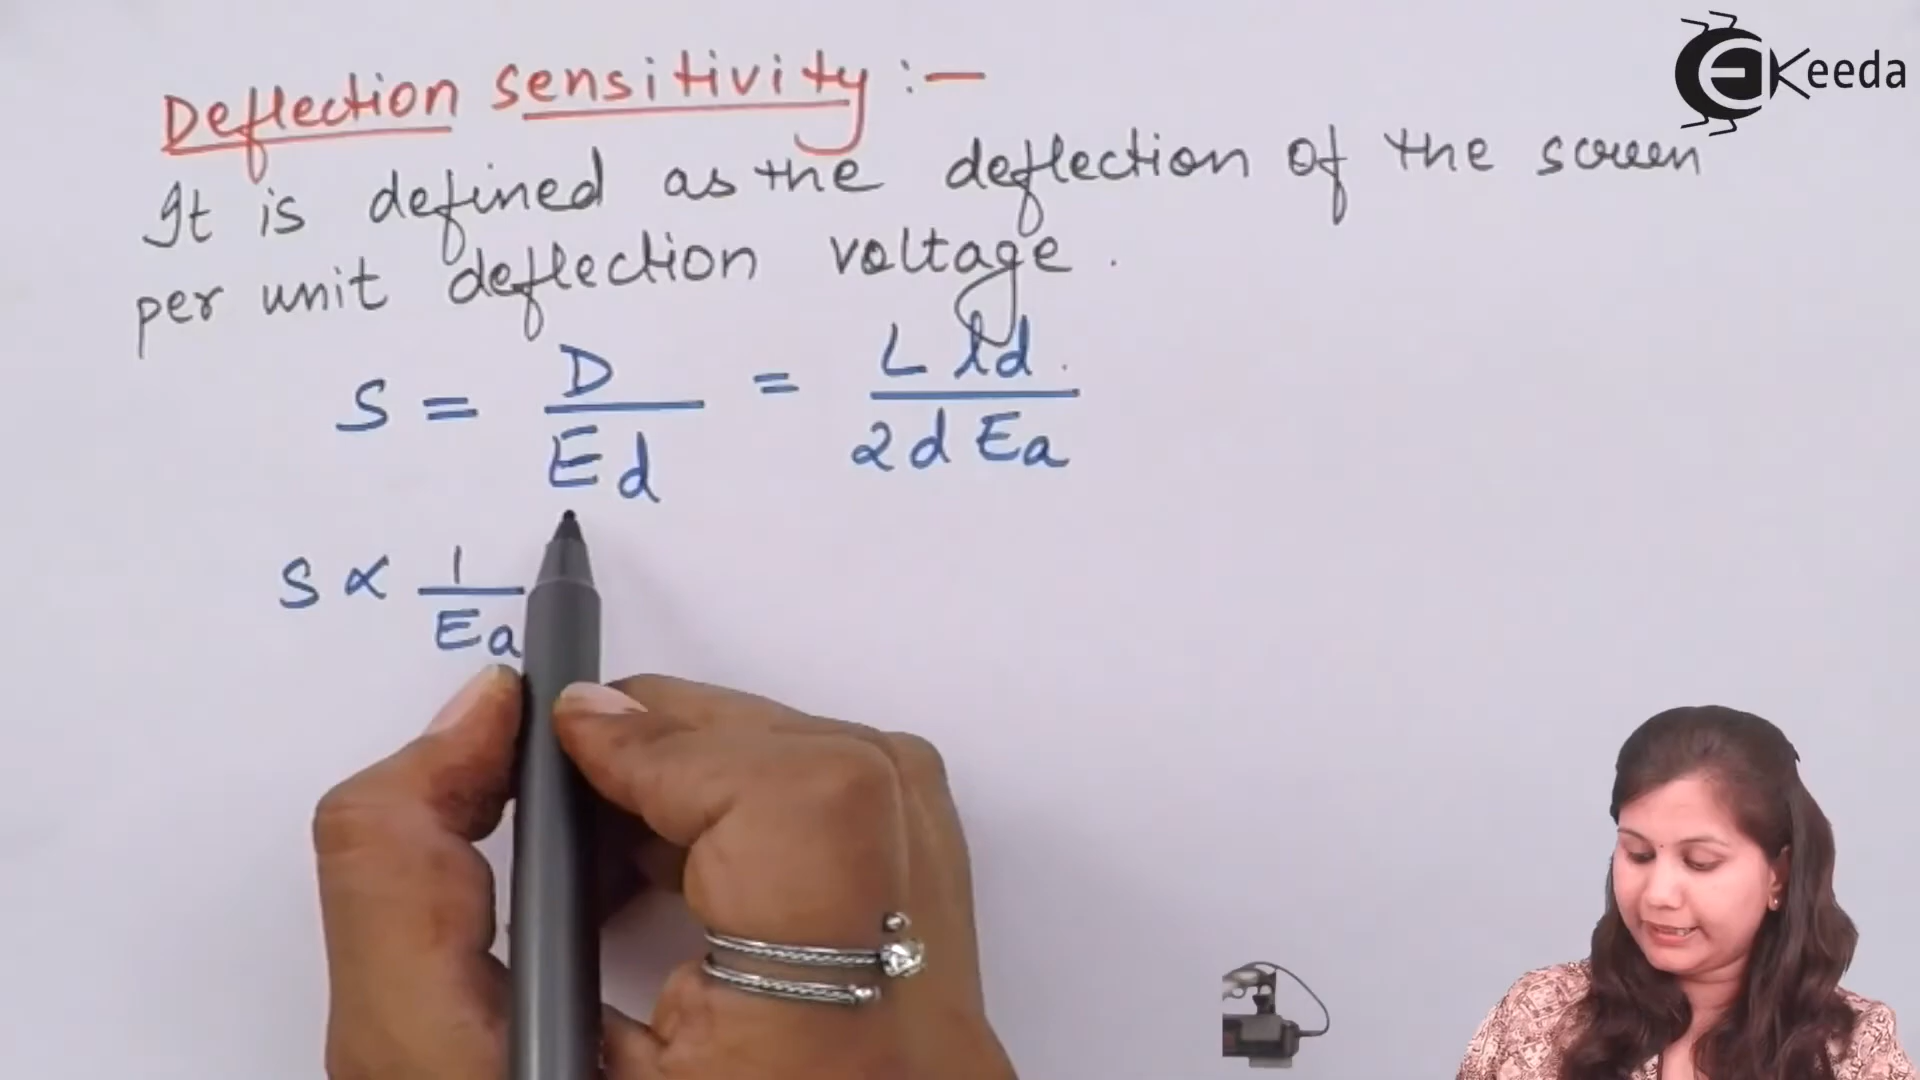 EKeeda
Deflection sensitivity :-
It is defined as the deflection of the screen
per unit deflection voltage.
S = D / Ed = L ld / 2d Ea
S ∝ 1 / Ea